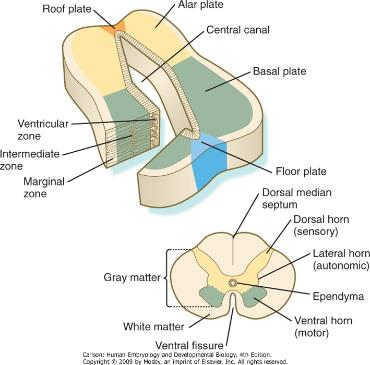 Roof plate
Alar plate
Central canal
Basal plate
Ventricular
zone
Intermediate
zone
Marginal
zone
Floor plate
Dorsal median
septum
Dorsal horn
(sensory)
Lateral horn
(autonomic)
Gray matter
Ependyma
White matter
Ventral horn
(motor)
Ventral fissure
Carlson: Human Embryology and Developmental Biology, 4th Edition.
Copyright © 2009 by Mosby, an imprint of Elsevier, Inc. All rights reserved.